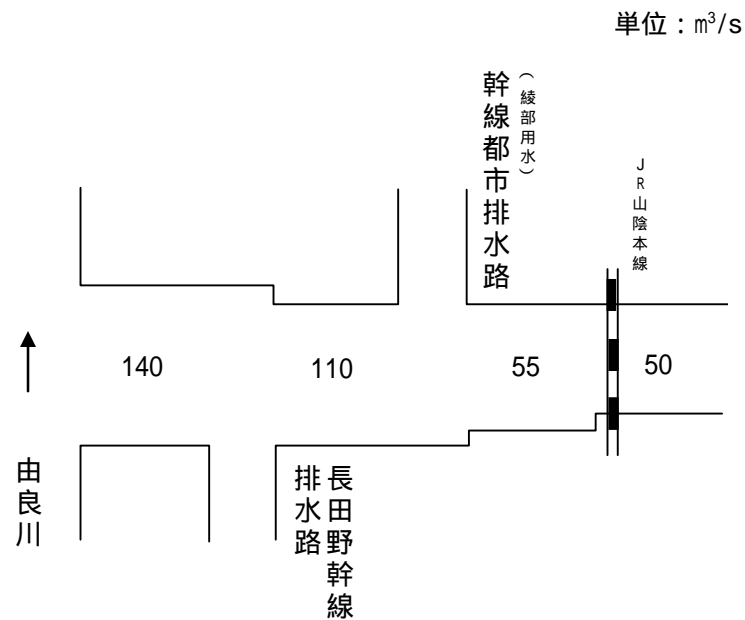 単位：㎥/s
幹線都市排水路
（綾部用水）
JR山陰本線
140
110
55
50
由良川
長田野幹線
排水路